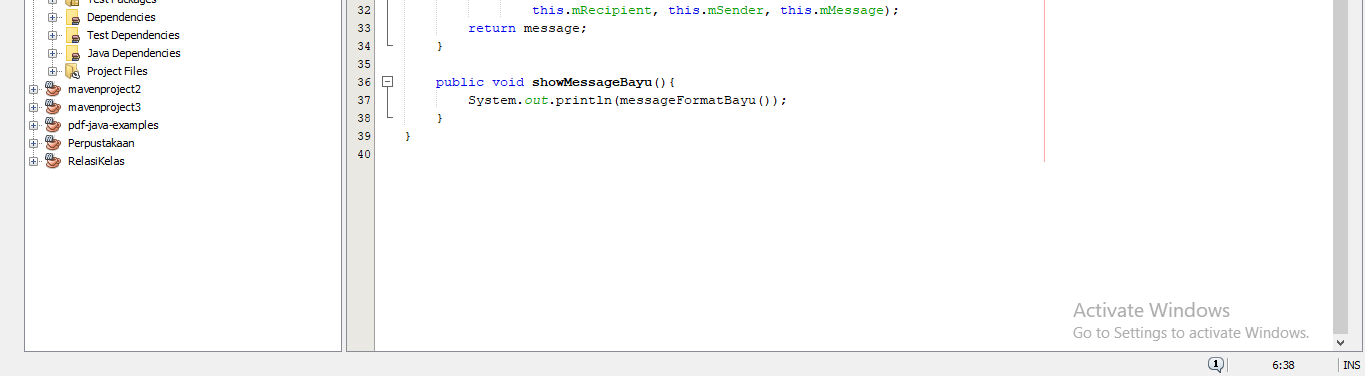 Test Packages
Dependencies
Test Dependencies
Java Dependencies
Project Files
mavenproject2
mavenproject3
pdf-java-examples
Perpustakaan
RelasiKelas
32 this.mRecipient, this.mSender, this.mMessage);
33 return message;
34 }
35
36 public void showMessageBayu(){
37 System.out.println(messageFormatBayu());
38 }
39 }
40
Activate Windows
Go to Settings to activate Windows.
1 6:38 INS